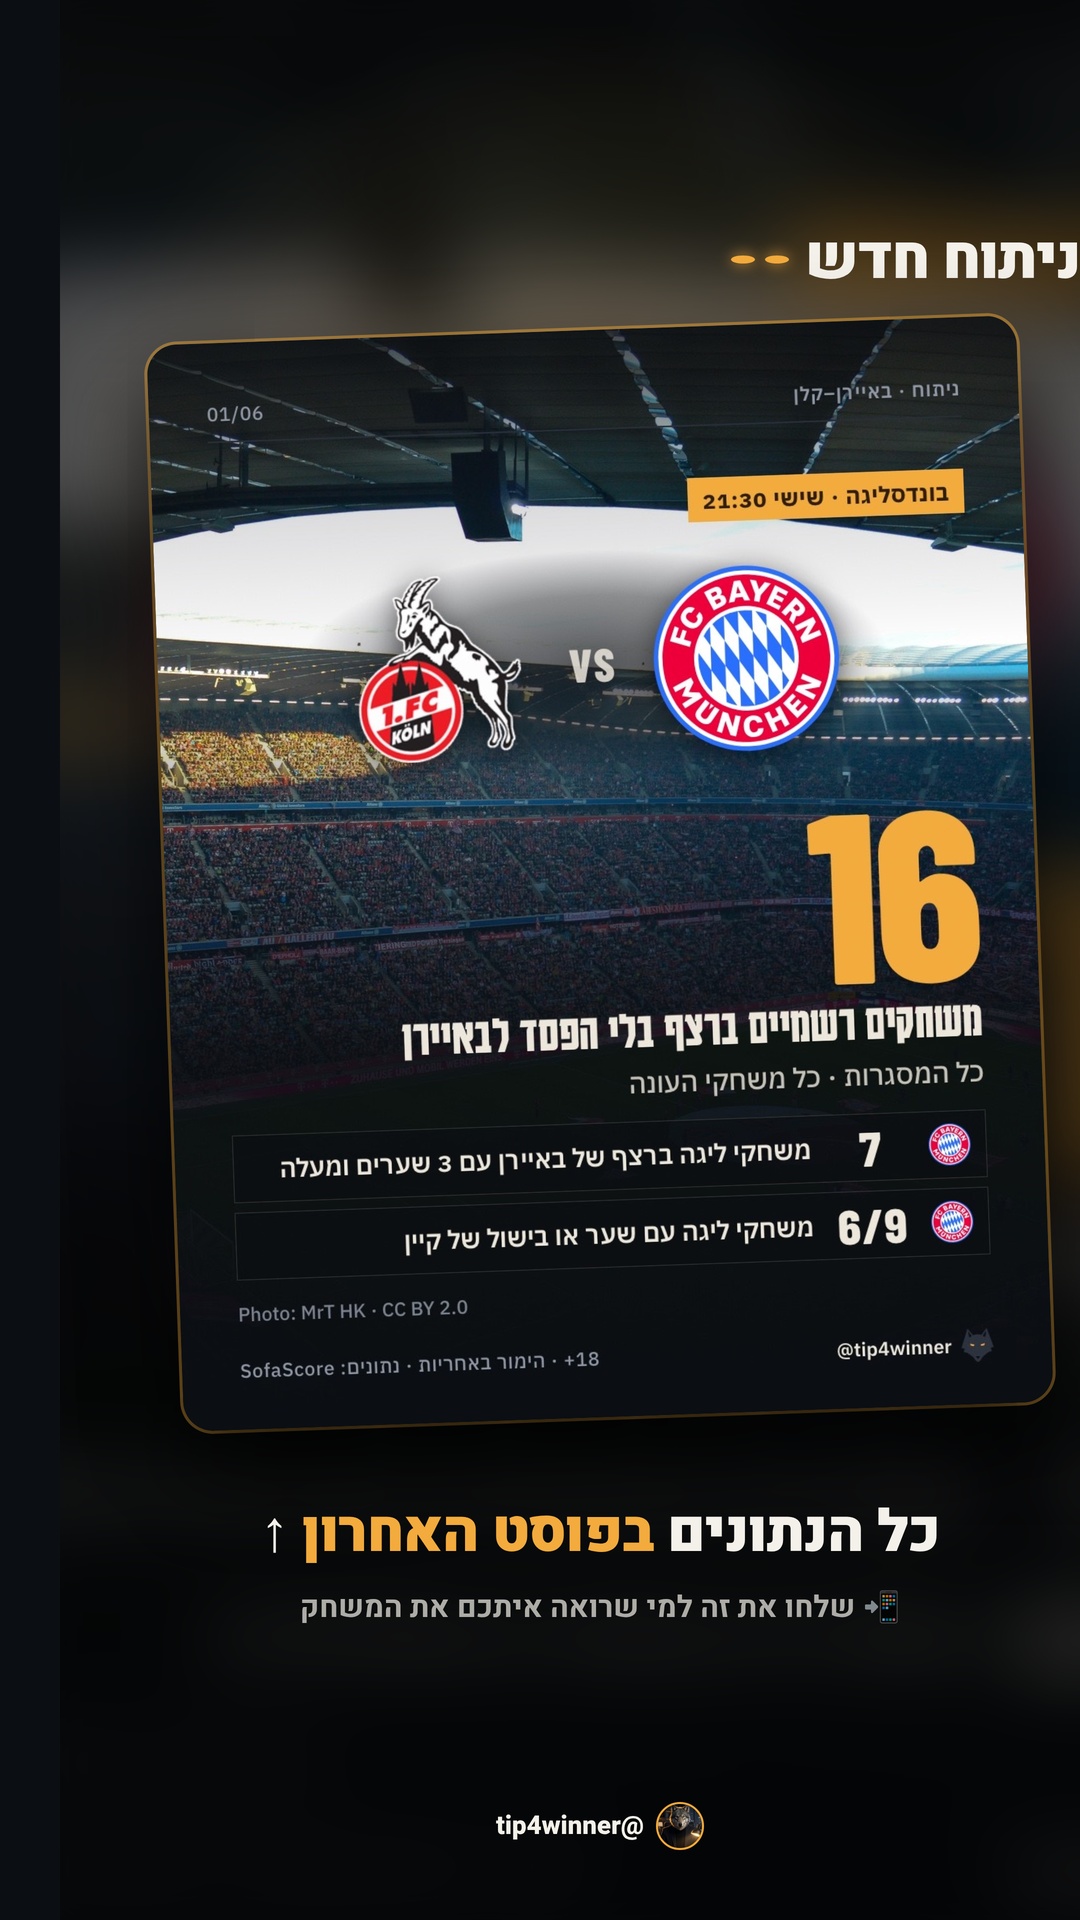 ניתוח חדש
ניתוח · באיירן–קלן
01/06
בונדסליגה · שישי 21:30
1.FC KÖLN
VS
FC BAYERN MÜNCHEN
16
משחקים רשמיים ברצף בלי הפסד לבאיירן
כל המסגרות · כל משחקי העונה
7 משחקי ליגה ברצף של באיירן עם 3 שערים ומעלה
6/9 משחקי ליגה עם שער או בישול של קיין
Photo: MrT HK · CC BY 2.0
@tip4winner
18+ · הימור באחריות · נתונים: SofaScore
כל הנתונים בפוסט האחרון ↑
📲 שלחו את זה למי שרואה איתכם את המשחק
tip4winner@